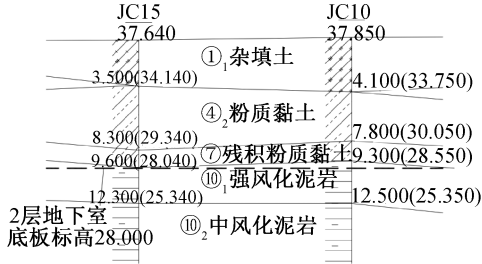 JC15 JC10
37.640 37.850
①₁杂填土
3.500(34.140) 4.100(33.750)
④₂粉质黏土
8.300(29.340) 7.800(30.050)
⑦残积粉质黏土
9.600(28.040) 9.300(28.550)
⑩₁强风化泥岩
12.300(25.340) 12.500(25.350)
2层地下室
底板标高28.000
⑩₂中风化泥岩